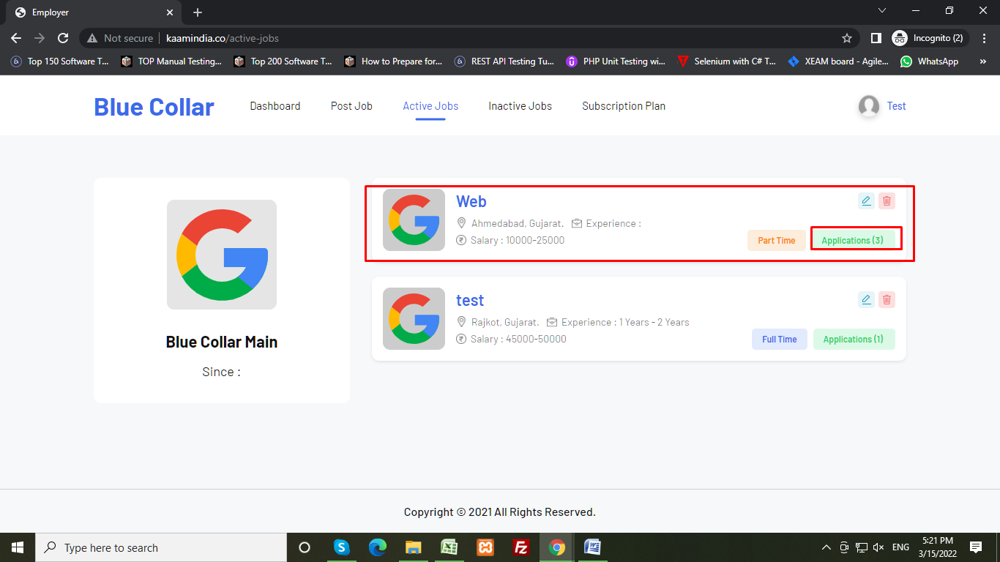 Employer
Not secure
kaamindia.co/active-jobs
Incognito (2)
Top 150 Software T...
TOP Manual Testing...
Top 200 Software T...
How to Prepare for...
REST API Testing Tu...
PHP Unit Testing wi...
Selenium with C# T...
XEAM board - Agile...
WhatsApp
»
Blue Collar
Dashboard
Post Job
Active Jobs
Inactive Jobs
Subscription Plan
Test
Blue Collar Main
Since :
Web
Ahmedabad, Gujarat.
Experience :
Salary : 10000-25000
Part Time
Applications (3)
test
Rajkot, Gujarat.
Experience : 1 Years - 2 Years
Salary : 45000-50000
Full Time
Applications (1)
Copyright © 2021 All Rights Reserved.
Type here to search
ENG
5:21 PM
3/15/2022